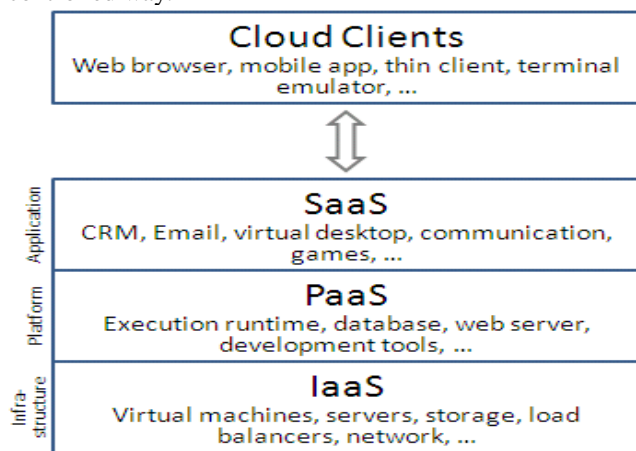 Cloud Clients
Web browser, mobile app, thin client, terminal
emulator, ...
Application
SaaS
CRM, Email, virtual desktop, communication,
games, ...
Platform
PaaS
Execution runtime, database, web server,
development tools, ...
Infra-
structure
IaaS
Virtual machines, servers, storage, load
balancers, network, ...